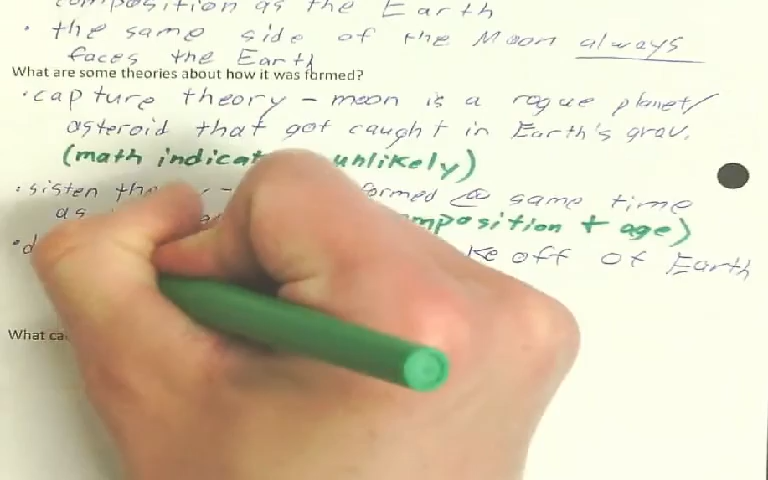 composition as the Earth
· the same side of the Moon always
faces the Earth
What are some theories about how it was formed?
· capture theory - moon is a rogue planet/
asteroid that got caught in Earth's grav.
(math indicat unlikely)
· sisten th - formed @ same time
as mposition + age)
· d ke off of Earth
What ca